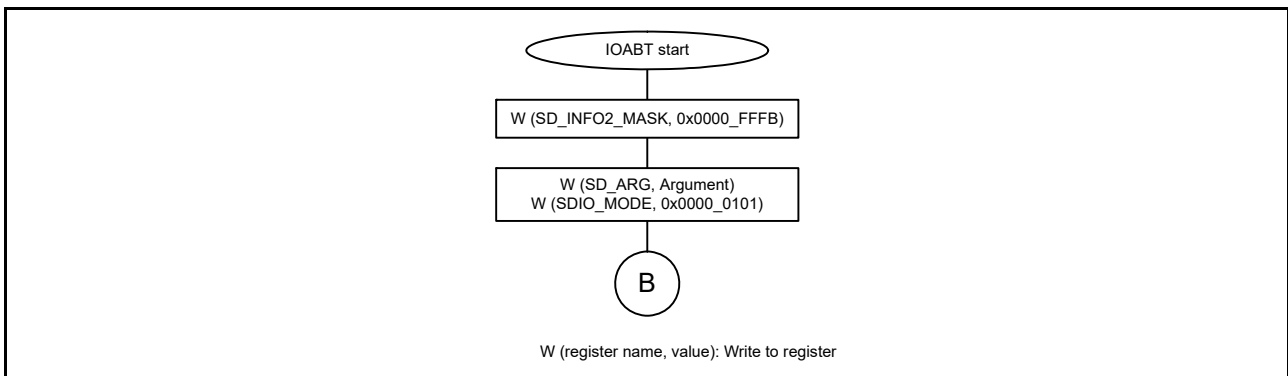 IOABT start
W (SD_INFO2_MASK, 0x0000_FFFB)
W (SD_ARG, Argument)
W (SDIO_MODE, 0x0000_0101)
B
W (register name, value): Write to register